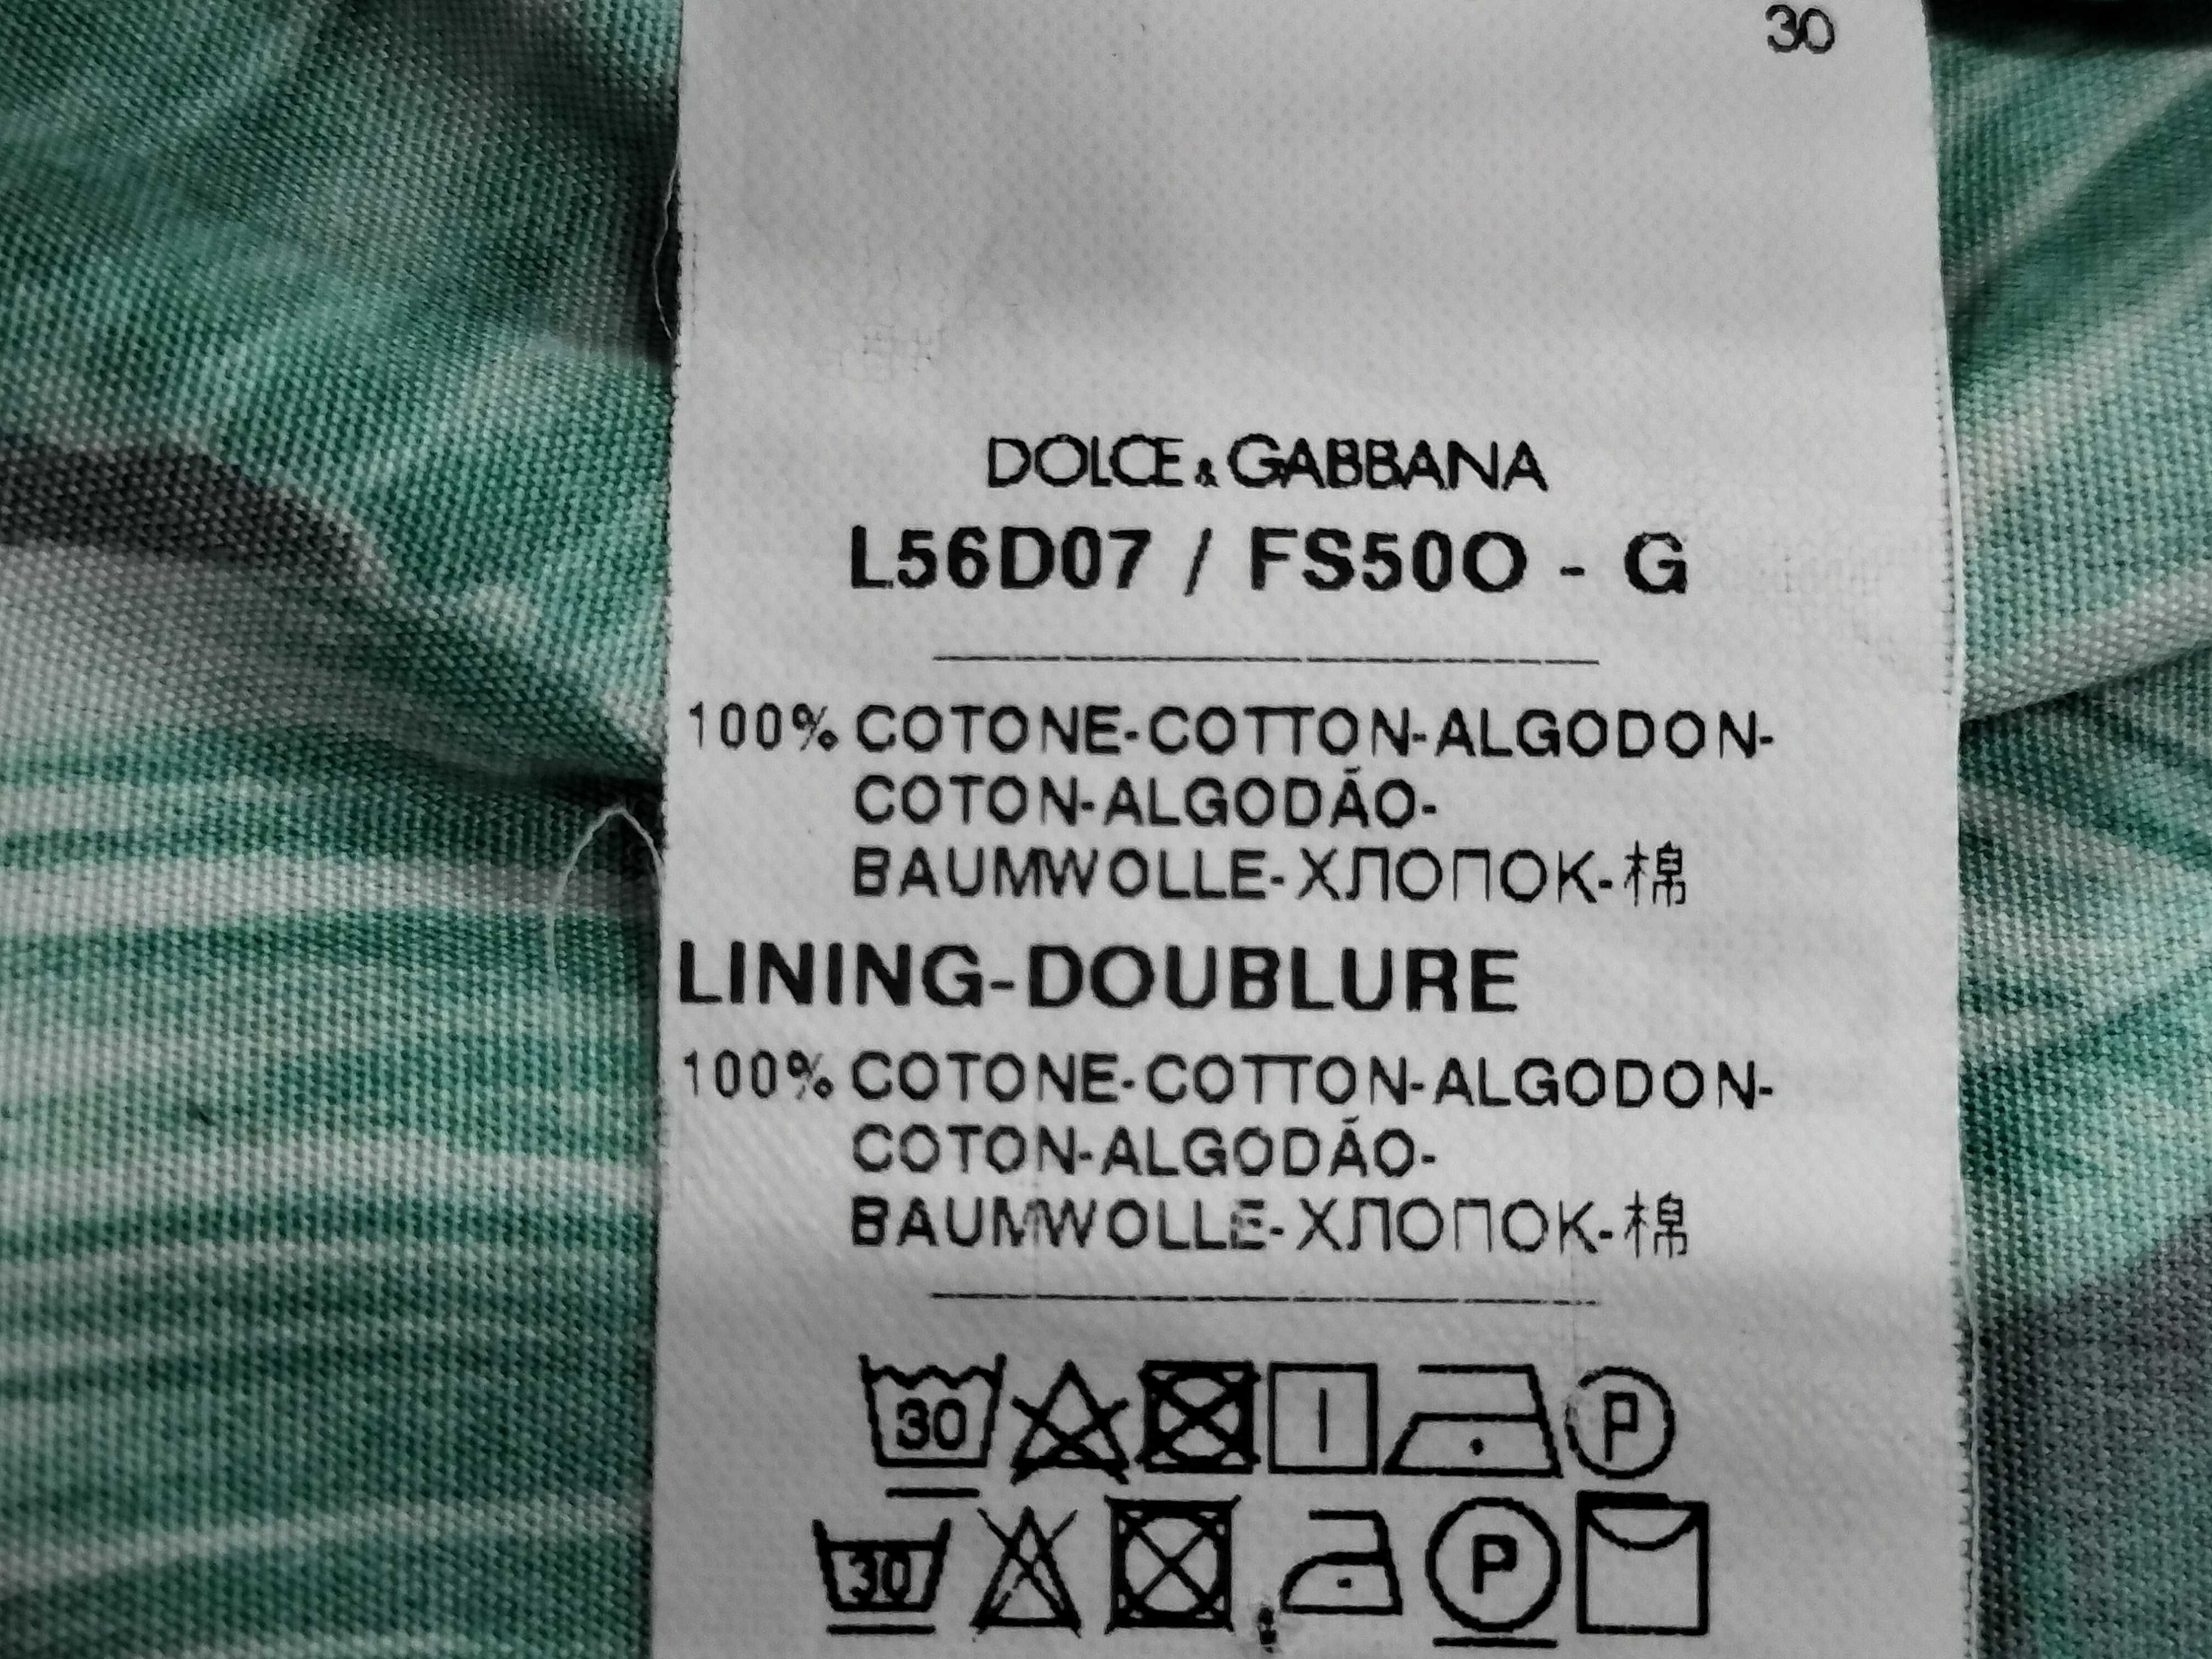 30
DOLCE & GABBANA
L56D07 / FS50O - G
100% COTONE-COTTON-ALGODON-
COTON-ALGODÃO-
BAUMWOLLE-ХЛОПОК-棉
LINING-DOUBLURE
100% COTONE-COTTON-ALGODON-
COTON-ALGODÃO-
BAUMWOLLE-ХЛОПОК-棉
30 P
30 P